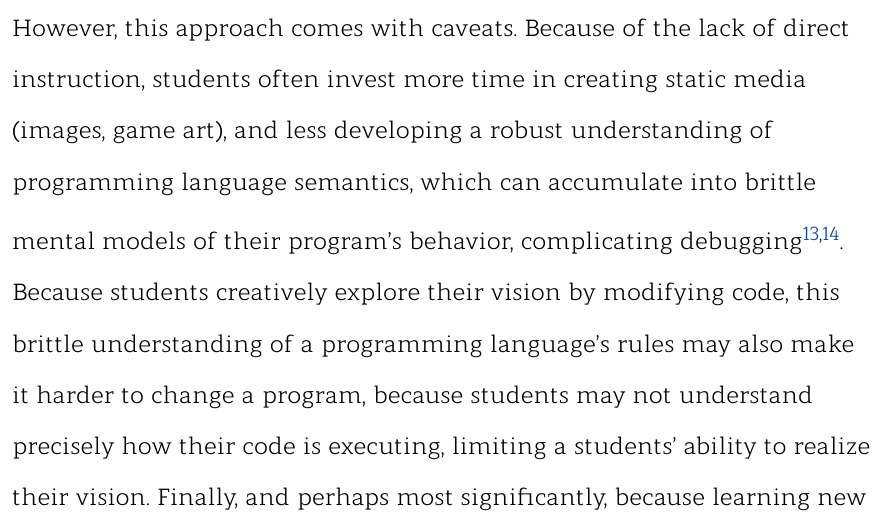 However, this approach comes with caveats. Because of the lack of direct
instruction, students often invest more time in creating static media
(images, game art), and less developing a robust understanding of
programming language semantics, which can accumulate into brittle
mental models of their program’s behavior, complicating debugging13,14.
Because students creatively explore their vision by modifying code, this
brittle understanding of a programming language’s rules may also make
it harder to change a program, because students may not understand
precisely how their code is executing, limiting a students’ ability to realize
their vision. Finally, and perhaps most significantly, because learning new